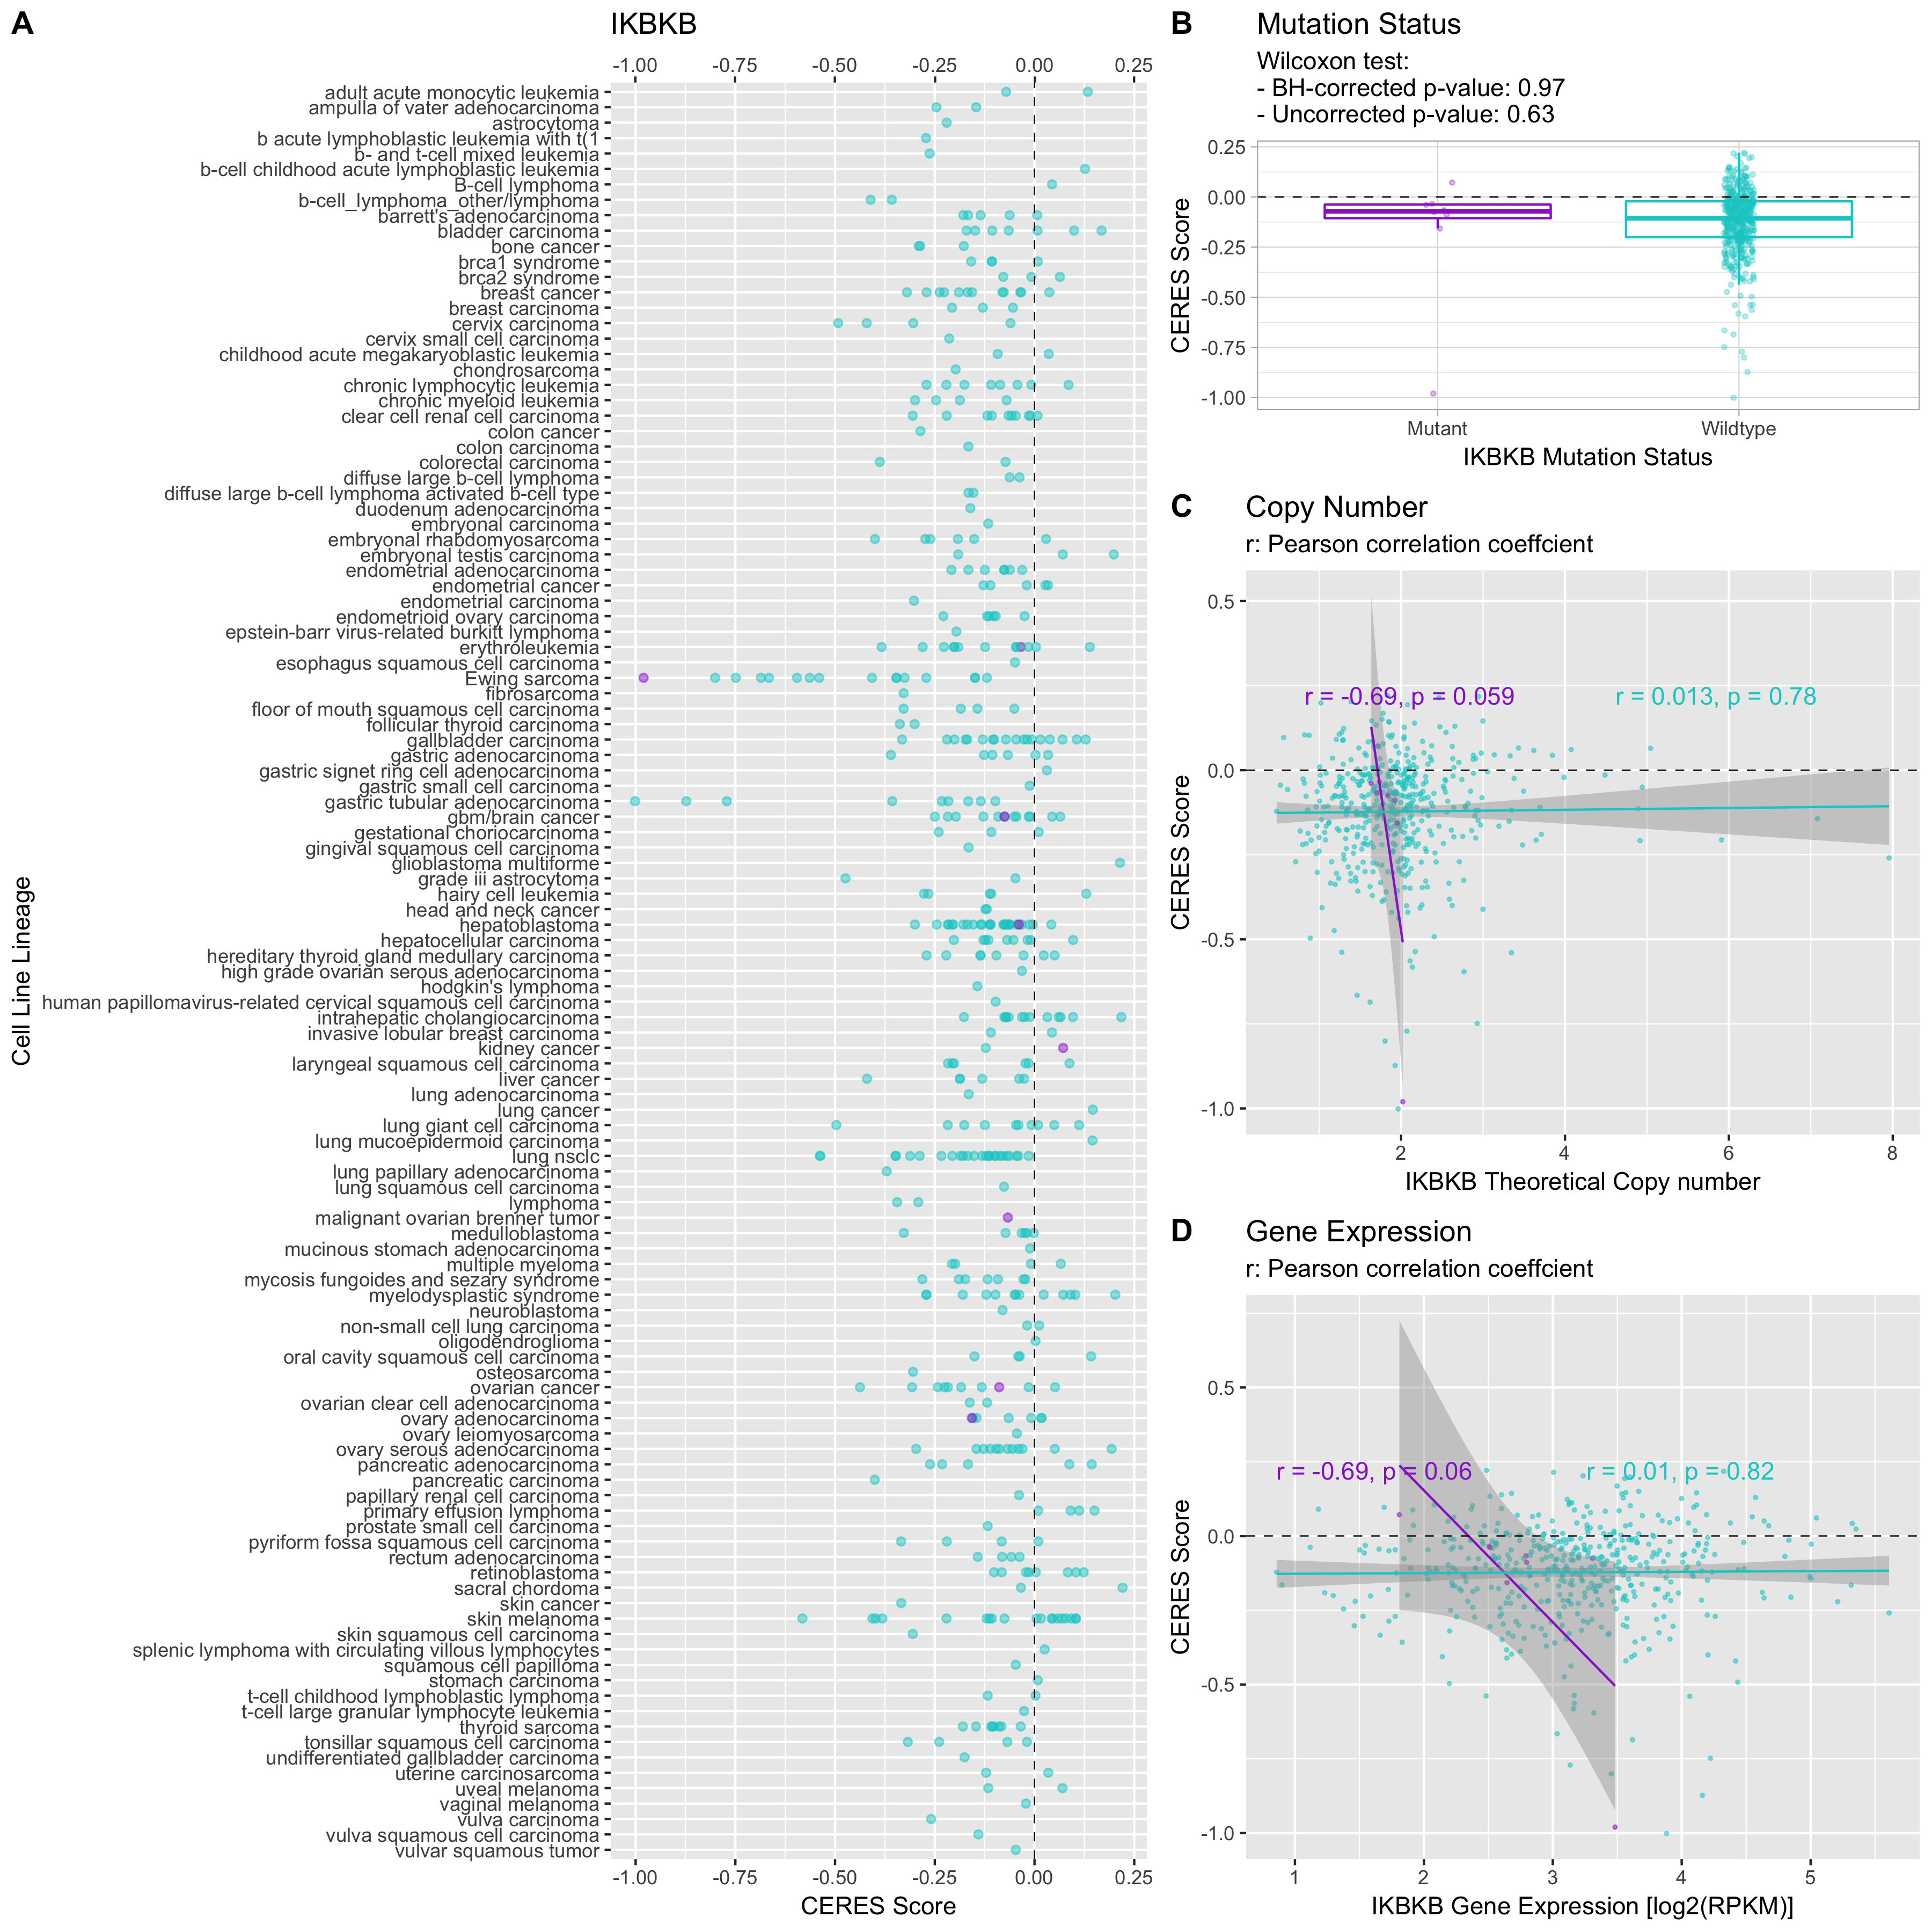 A
IKBKB
-1.00 -0.75 -0.50 -0.25 0.00 0.25
Cell Line Lineage
adult acute monocytic leukemia
ampulla of vater adenocarcinoma
astrocytoma
b acute lymphoblastic leukemia with t(1
b- and t-cell mixed leukemia
b-cell childhood acute lymphoblastic leukemia
B-cell lymphoma
b-cell_lymphoma_other/lymphoma
barrett's adenocarcinoma
bladder carcinoma
bone cancer
brca1 syndrome
brca2 syndrome
breast cancer
breast carcinoma
cervix carcinoma
cervix small cell carcinoma
childhood acute megakaryoblastic leukemia
chondrosarcoma
chronic lymphocytic leukemia
chronic myeloid leukemia
clear cell renal cell carcinoma
colon cancer
colon carcinoma
colorectal carcinoma
diffuse large b-cell lymphoma
diffuse large b-cell lymphoma activated b-cell type
duodenum adenocarcinoma
embryonal carcinoma
embryonal rhabdomyosarcoma
embryonal testis carcinoma
endometrial adenocarcinoma
endometrial cancer
endometrial carcinoma
endometrioid ovary carcinoma
epstein-barr virus-related burkitt lymphoma
erythroleukemia
esophagus squamous cell carcinoma
Ewing sarcoma
fibrosarcoma
floor of mouth squamous cell carcinoma
follicular thyroid carcinoma
gallbladder carcinoma
gastric adenocarcinoma
gastric signet ring cell adenocarcinoma
gastric small cell carcinoma
gastric tubular adenocarcinoma
gbm/brain cancer
gestational choriocarcinoma
gingival squamous cell carcinoma
glioblastoma multiforme
grade iii astrocytoma
hairy cell leukemia
head and neck cancer
hepatoblastoma
hepatocellular carcinoma
hereditary thyroid gland medullary carcinoma
high grade ovarian serous adenocarcinoma
hodgkin's lymphoma
human papillomavirus-related cervical squamous cell carcinoma
intrahepatic cholangiocarcinoma
invasive lobular breast carcinoma
kidney cancer
laryngeal squamous cell carcinoma
liver cancer
lung adenocarcinoma
lung cancer
lung giant cell carcinoma
lung mucoepidermoid carcinoma
lung nsclc
lung papillary adenocarcinoma
lung squamous cell carcinoma
lymphoma
malignant ovarian brenner tumor
medulloblastoma
mucinous stomach adenocarcinoma
multiple myeloma
mycosis fungoides and sezary syndrome
myelodysplastic syndrome
neuroblastoma
non-small cell lung carcinoma
oligodendroglioma
oral cavity squamous cell carcinoma
osteosarcoma
ovarian cancer
ovarian clear cell adenocarcinoma
ovary adenocarcinoma
ovary leiomyosarcoma
ovary serous adenocarcinoma
pancreatic adenocarcinoma
pancreatic carcinoma
papillary renal cell carcinoma
primary effusion lymphoma
prostate small cell carcinoma
pyriform fossa squamous cell carcinoma
rectum adenocarcinoma
retinoblastoma
sacral chordoma
skin cancer
skin melanoma
skin squamous cell carcinoma
splenic lymphoma with circulating villous lymphocytes
squamous cell papilloma
stomach carcinoma
t-cell childhood lymphoblastic lymphoma
t-cell large granular lymphocyte leukemia
thyroid sarcoma
tonsillar squamous cell carcinoma
undifferentiated gallbladder carcinoma
uterine carcinosarcoma
uveal melanoma
vaginal melanoma
vulva carcinoma
vulva squamous cell carcinoma
vulvar squamous tumor
-1.00 -0.75 -0.50 -0.25 0.00 0.25
CERES Score
B
Mutation Status
Wilcoxon test:
- BH-corrected p-value: 0.97
- Uncorrected p-value: 0.63
CERES Score
0.25
0.00
-0.25
-0.50
-0.75
-1.00
Mutant Wildtype
IKBKB Mutation Status
C
Copy Number
r: Pearson correlation coeffcient
CERES Score
0.5
0.0
-0.5
-1.0
r = -0.69, p = 0.059 r = 0.013, p = 0.78
2 4 6 8
IKBKB Theoretical Copy number
D
Gene Expression
r: Pearson correlation coeffcient
CERES Score
0.5
0.0
-0.5
-1.0
r = -0.69, p = 0.06 r = 0.01, p = 0.82
1 2 3 4 5
IKBKB Gene Expression [log2(RPKM)]